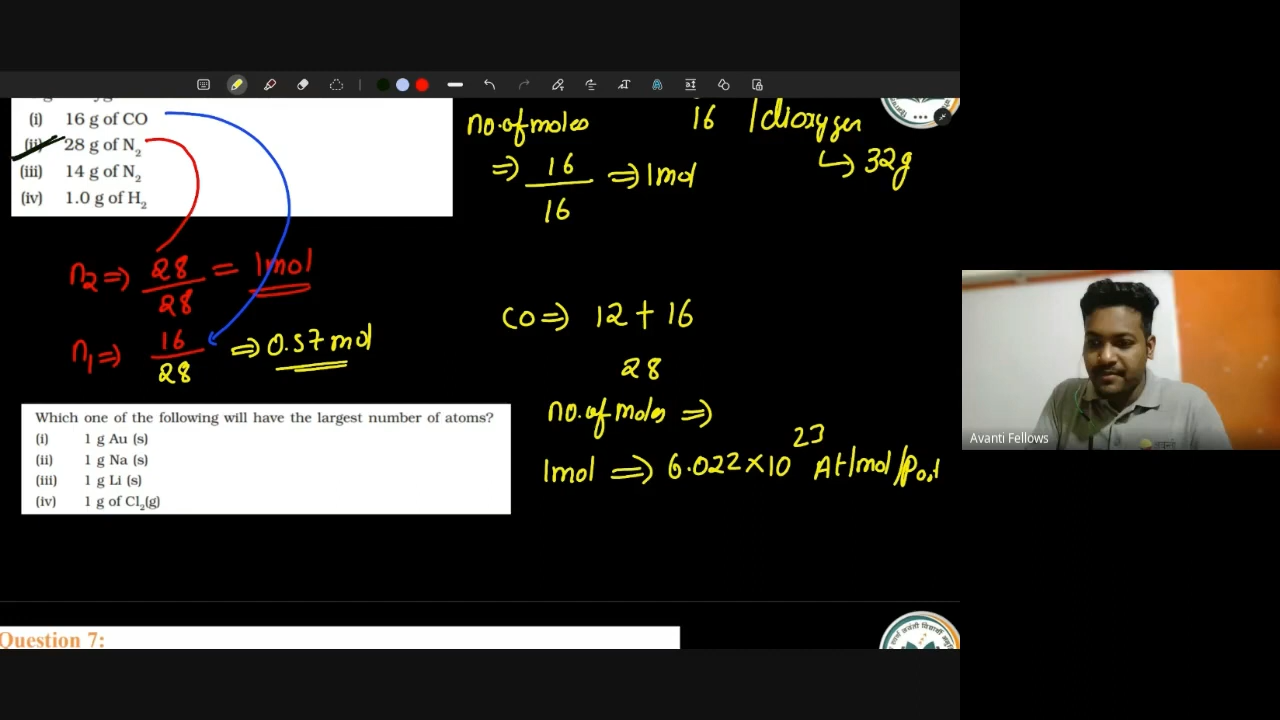 (i) 16 g of CO
(ii) 28 g of N₂
(iii) 14 g of N₂
(iv) 1.0 g of H₂
no. of moles
⇒ 16/16 ⇒ 1mol
16 / dioxygen
↳ 32g
n₂ ⇒ 28/28 = 1mol
n₁ ⇒ 16/28 ⇒ 0.57 mol
CO ⇒ 12 + 16
28
no. of moles ⇒
1mol ⇒ 6.022 × 10²³ At/mol/
Which one of the following will have the largest number of atoms?
(i) 1 g Au (s)
(ii) 1 g Na (s)
(iii) 1 g Li (s)
(iv) 1 g of Cl₂(g)
Avanti Fellows
Question 7: